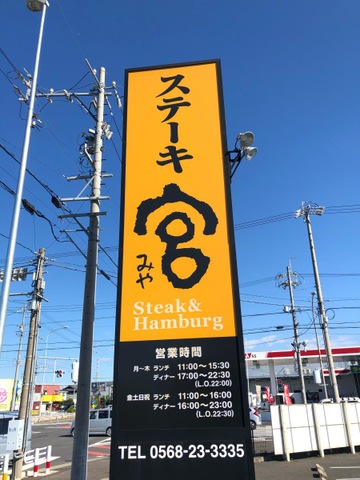 ステーキ
宮
みや
Steak&
Hamburg
営業時間
月〜木 ランチ 11:00〜15:30
ディナー 17:00〜22:30
(L.O.22:00)
金土日祝 ランチ 11:00〜16:00
ディナー 16:00〜23:00
(L.O.22:30)
TEL 0568-23-3335